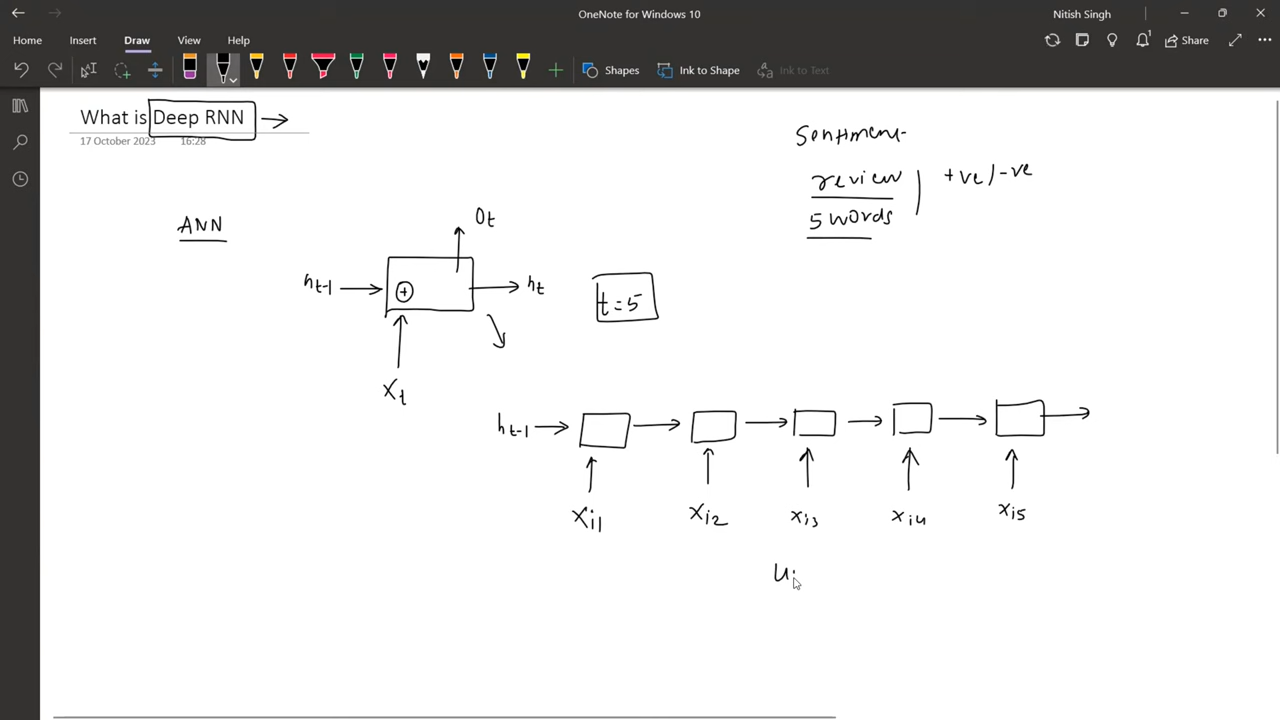 OneNote for Windows 10
Nitish Singh
Home Insert Draw View Help
Share
Shapes Ink to Shape Ink to Text
What is Deep RNN →
17 October 2023 16:28
Sentiment
review +ve/-ve
5 words
ANN
Ot
ht-1 → + → ht
t=5
Xt
ht-1 → → → → → →
Xi1 Xi2 Xi3 Xi4 Xi5